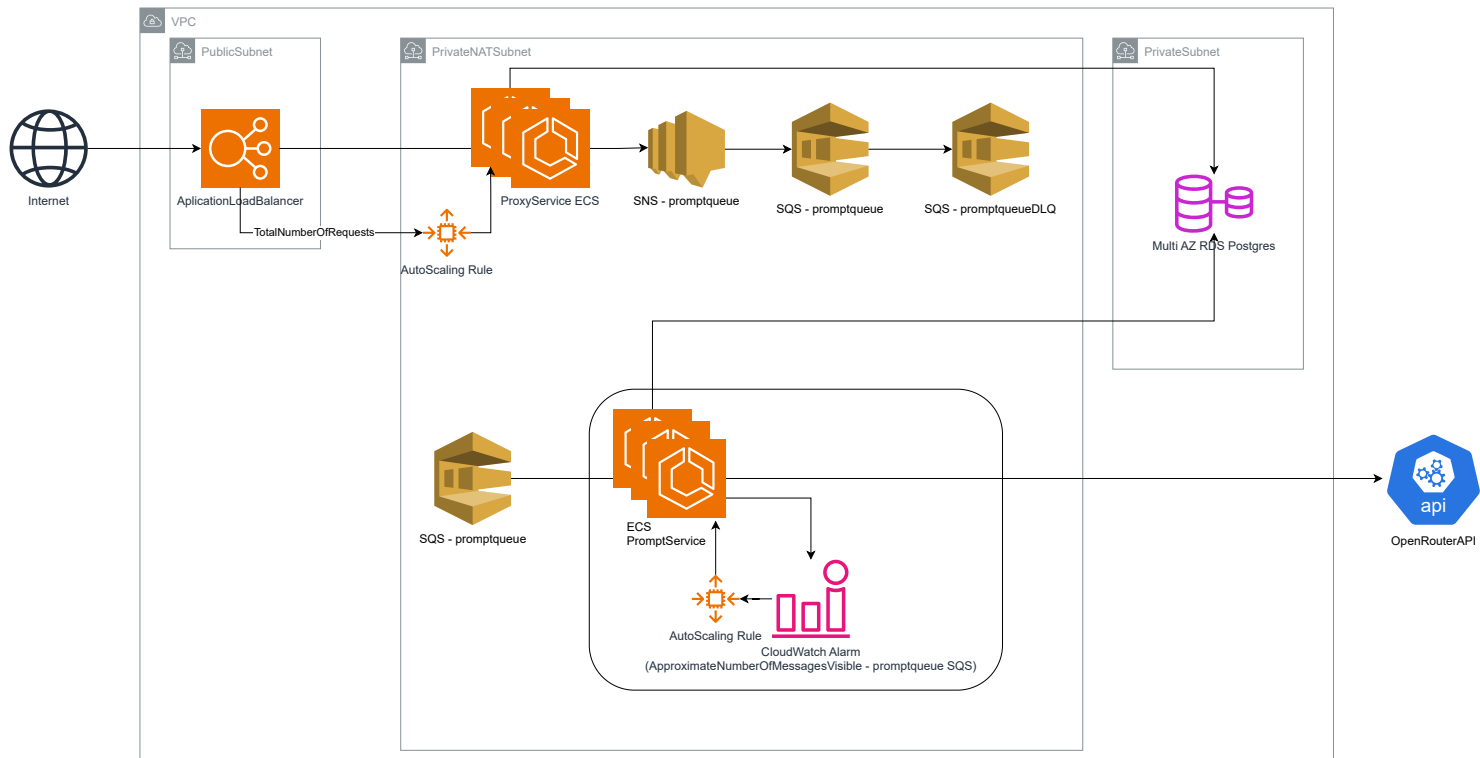 VPC
PublicSubnet
PrivateNATSubnet
PrivateSubnet
Internet
AplicationLoadBalancer
ProxyService ECS
SNS - promptqueue
SQS - promptqueue
SQS - promptqueueDLQ
TotalNumberOfRequests
AutoScaling Rule
Multi AZ RDS Postgres
SQS - promptqueue
ECS
PromptService
api
OpenRouterAPI
AutoScaling Rule
CloudWatch Alarm
(ApproximateNumberOfMessagesVisible - promptqueue SQS)